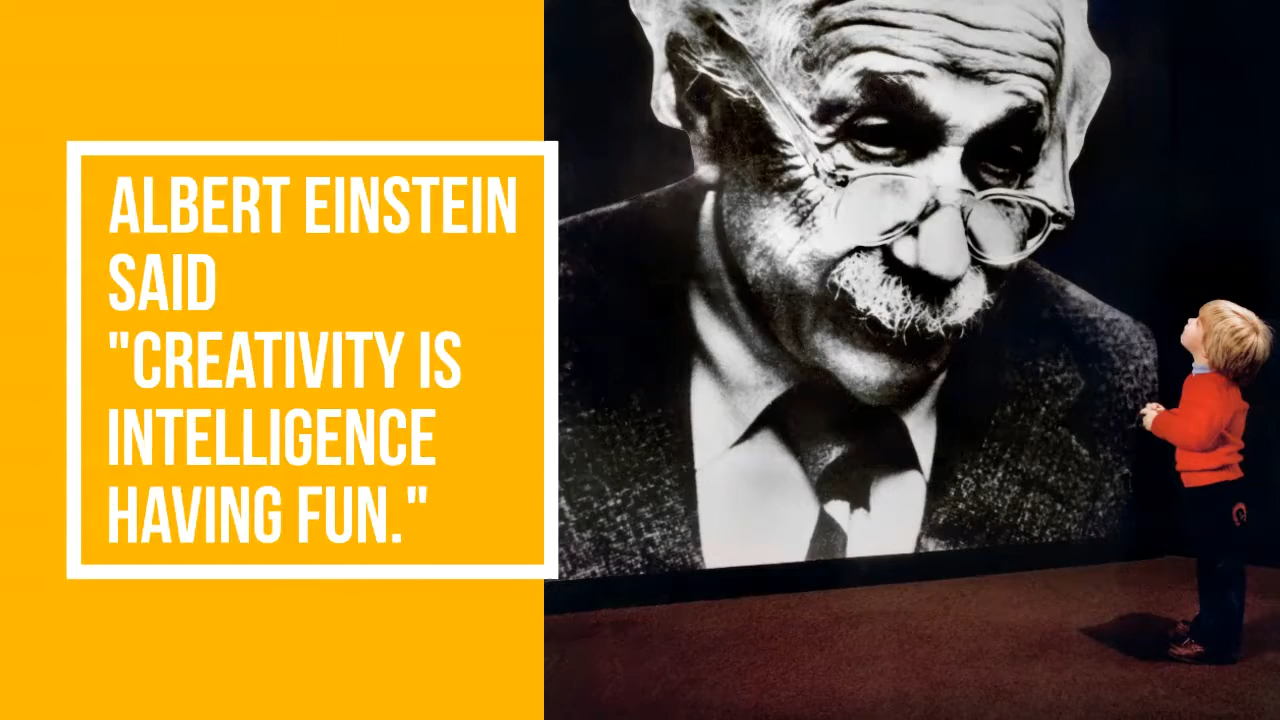 ALBERT EINSTEIN
SAID
"CREATIVITY IS
INTELLIGENCE
HAVING FUN."